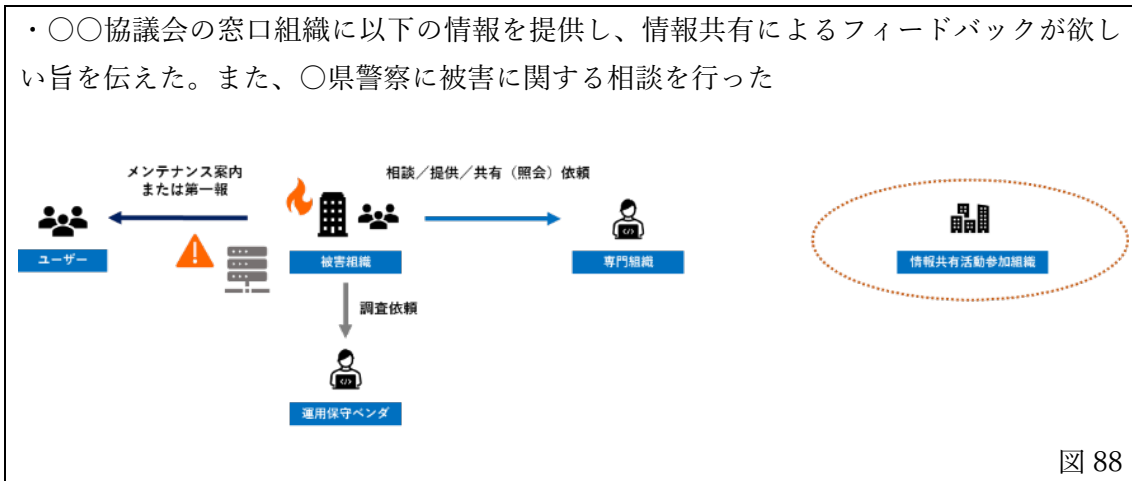 ・○○協議会の窓口組織に以下の情報を提供し、情報共有によるフィードバックが欲し
い旨を伝えた。また、○県警察に被害に関する相談を行った
メンテナンス案内
または第一報
相談／提供／共有（照会）依頼
ユーザー
被害組織
専門組織
情報共有活動参加組織
調査依頼
運用保守ベンダ
図 88